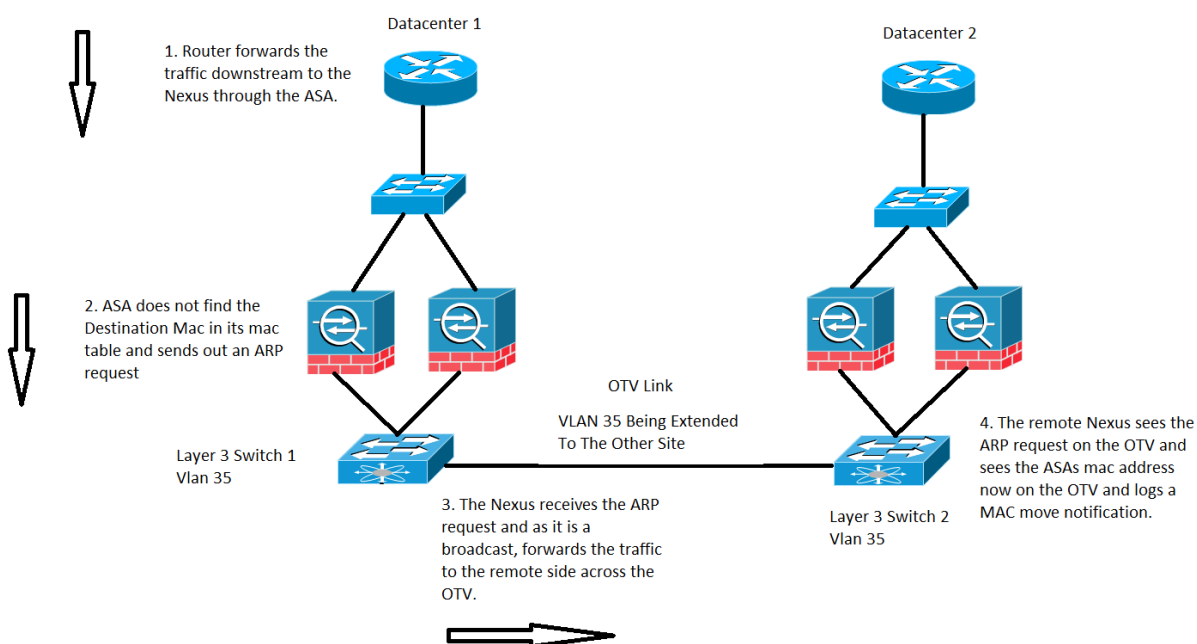 Datacenter 1
Datacenter 2
1. Router forwards the
traffic downstream to the
Nexus through the ASA.
2. ASA does not find the
Destination Mac in its mac
table and sends out an ARP
request
OTV Link
VLAN 35 Being Extended
To The Other Site
Layer 3 Switch 1
Vlan 35
3. The Nexus receives the ARP
request and as it is a
broadcast, forwards the traffic
to the remote side across the
OTV.
Layer 3 Switch 2
Vlan 35
4. The remote Nexus sees the
ARP request on the OTV and
sees the ASAs mac address
now on the OTV and logs a
MAC move notification.